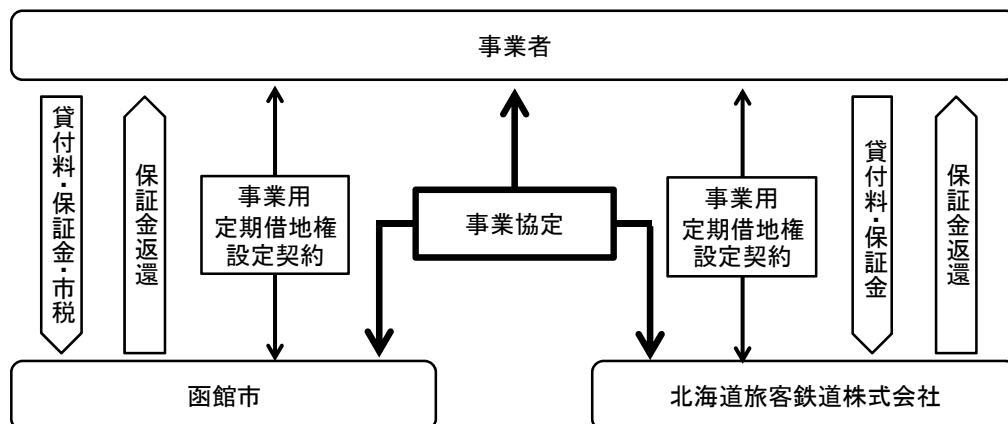 事業者
貸付料・保証金・市税
保証金返還
事業用
定期借地権
設定契約
事業協定
事業用
定期借地権
設定契約
貸付料・保証金
保証金返還
函館市
北海道旅客鉄道株式会社